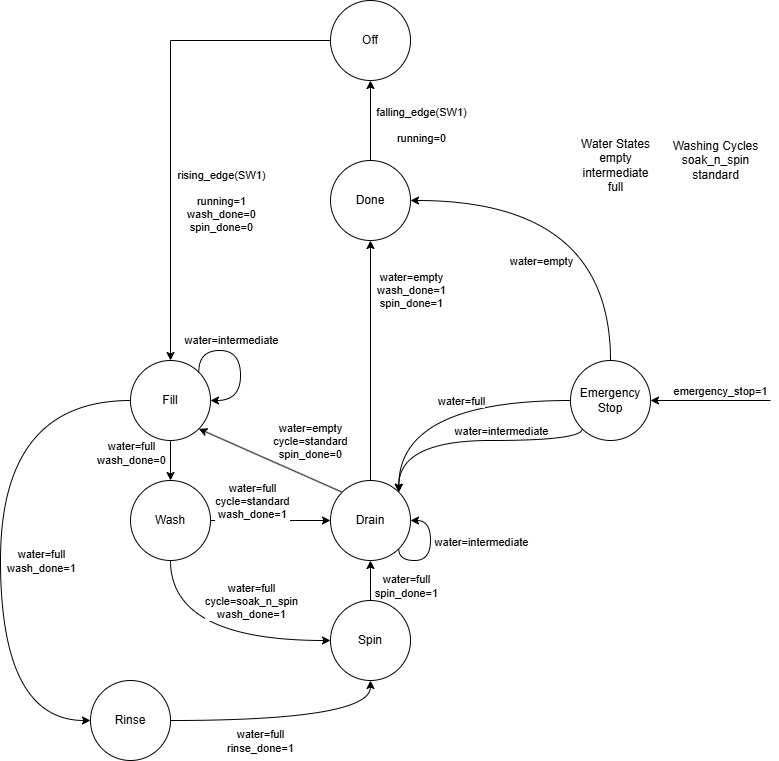 Off
falling_edge(SW1)
running=0
Water States
empty
intermediate
full
Washing Cycles
soak_n_spin
standard
rising_edge(SW1)
running=1
wash_done=0
spin_done=0
Done
water=empty
water=empty
wash_done=1
spin_done=1
water=intermediate
Fill
Emergency
Stop
emergency_stop=1
water=full
water=intermediate
water=empty
cycle=standard
spin_done=0
water=full
wash_done=0
water=full
cycle=standard
wash_done=1
Wash
Drain
water=intermediate
water=full
wash_done=1
water=full
cycle=soak_n_spin
wash_done=1
water=full
spin_done=1
Spin
Rinse
water=full
rinse_done=1